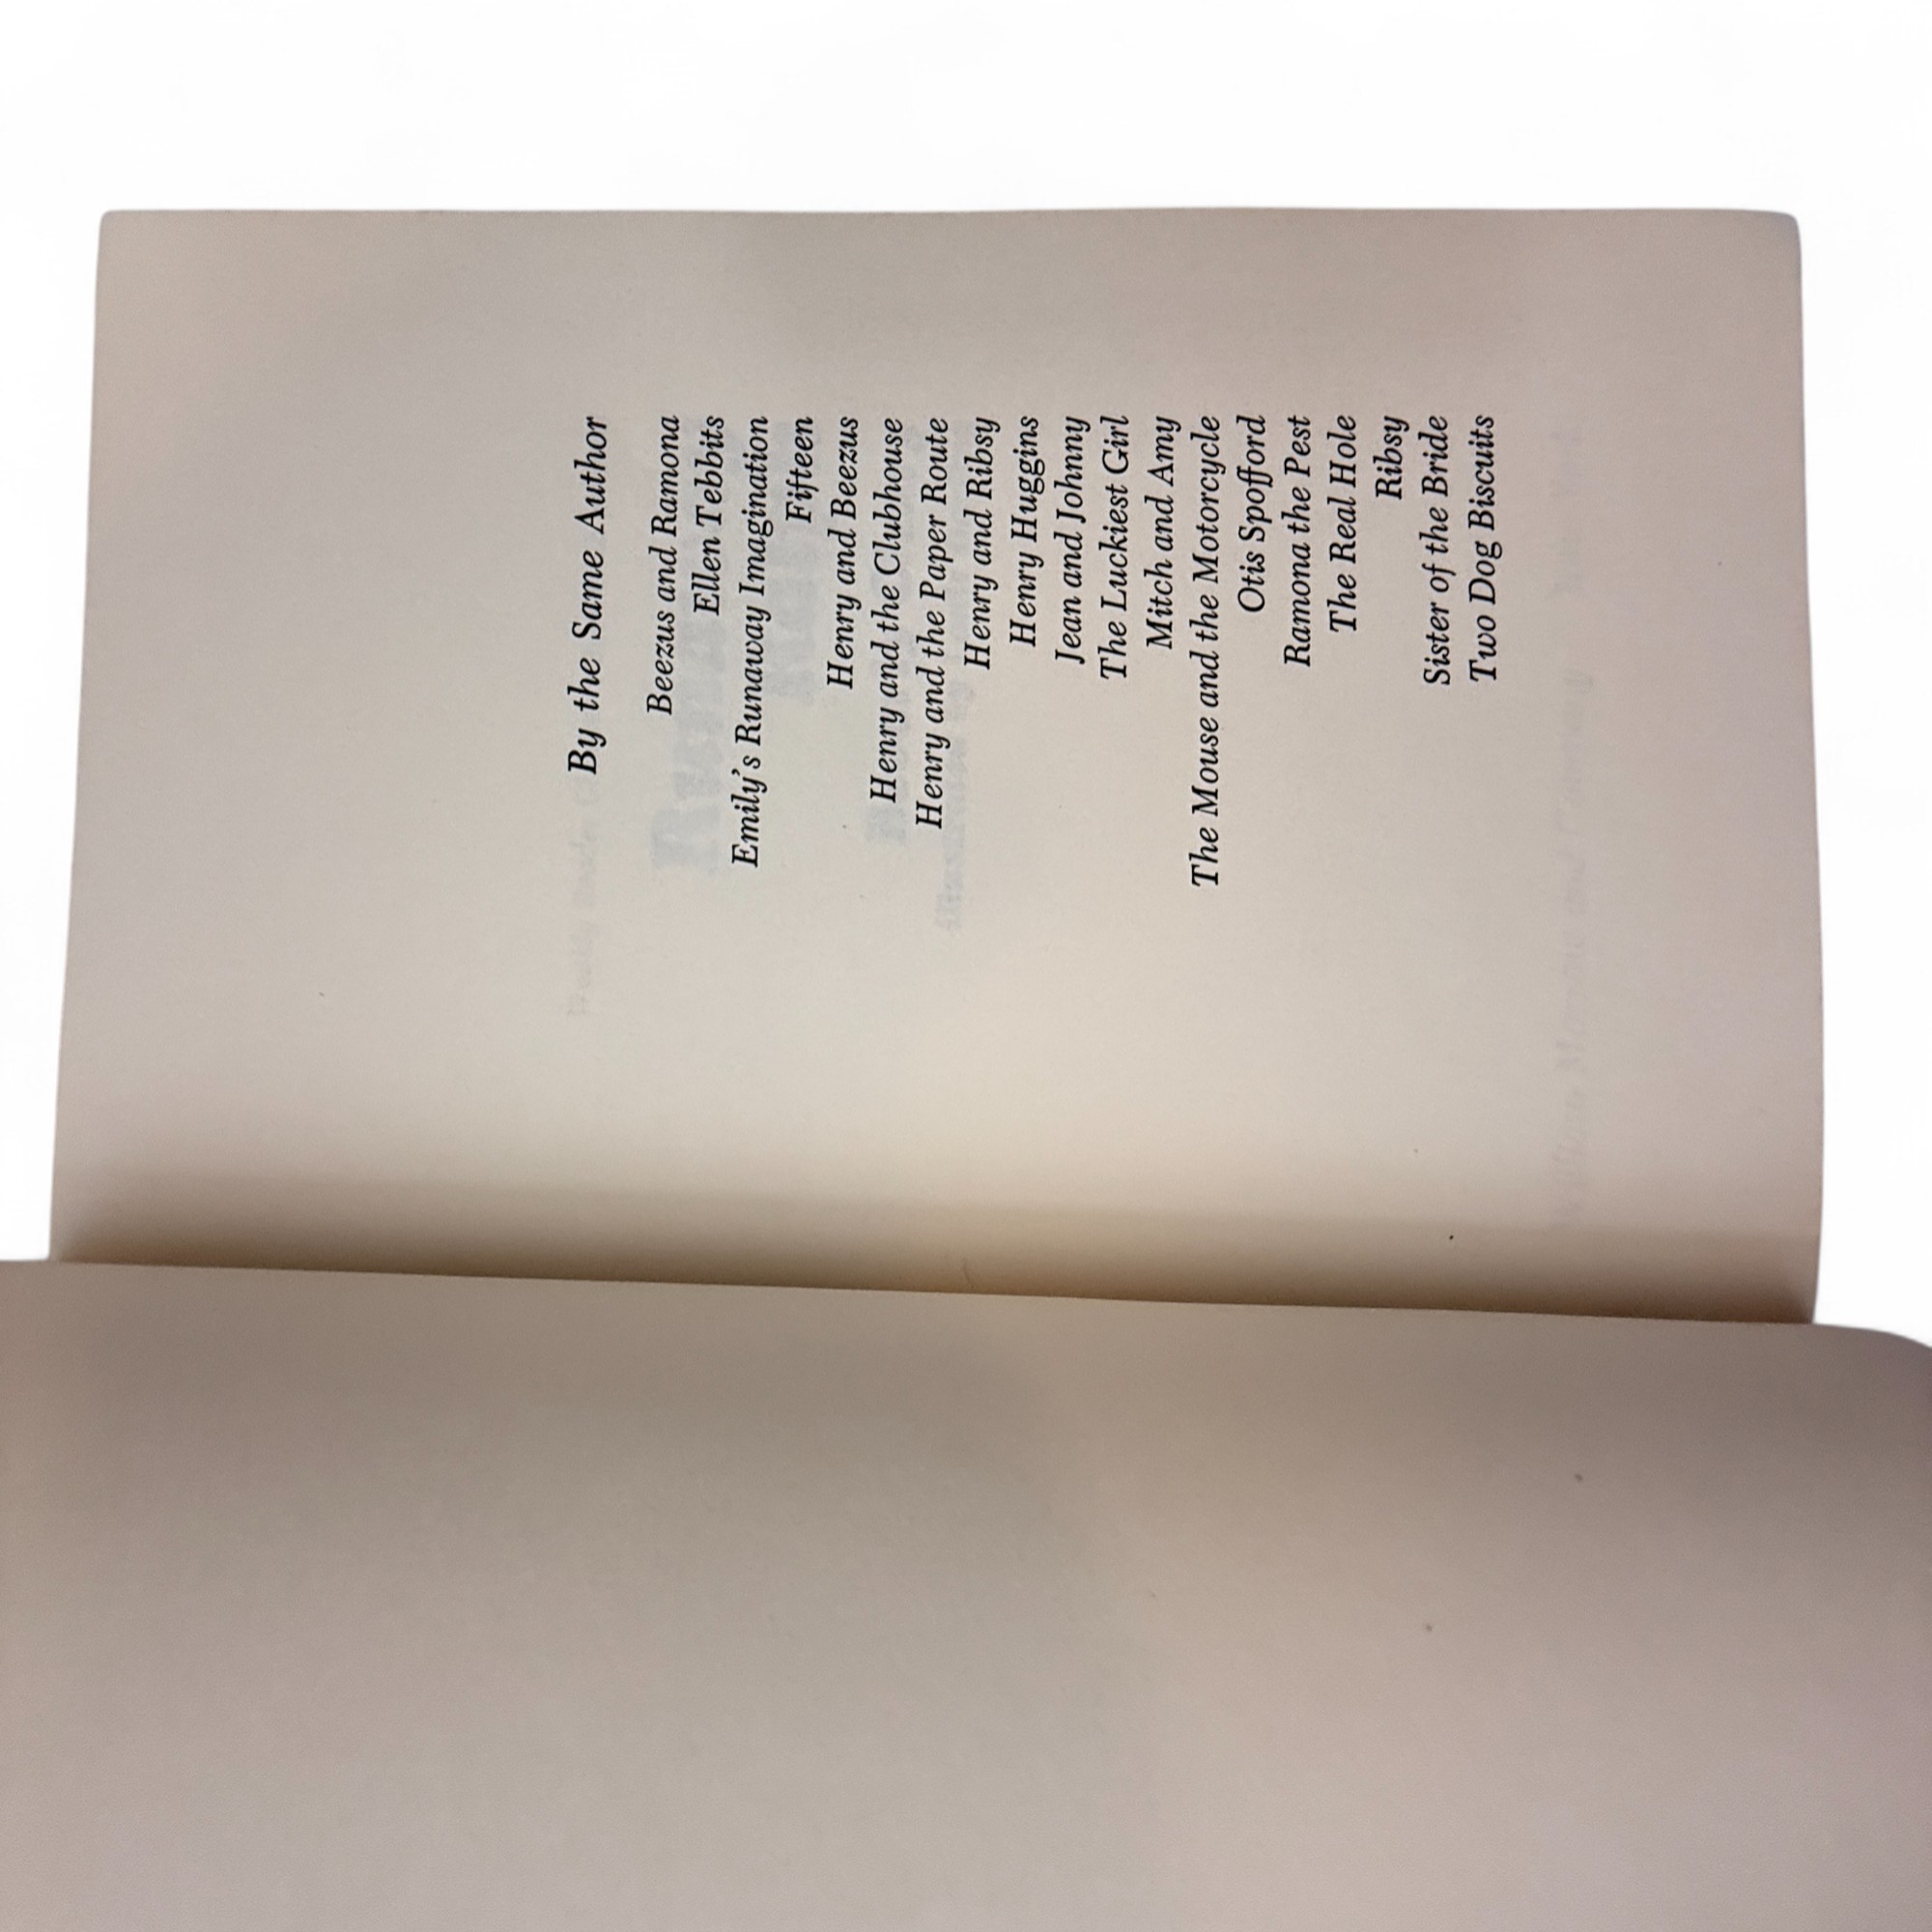 By the Same Author
Beezus and Ramona
Ellen Tebbits
Emily's Runaway Imagination
Fifteen
Henry and Beezus
Henry and the Clubhouse
Henry and the Paper Route
Henry and Ribsy
Henry Huggins
Jean and Johnny
The Luckiest Girl
Mitch and Amy
The Mouse and the Motorcycle
Otis Spofford
Ramona the Pest
The Real Hole
Ribsy
Sister of the Bride
Two Dog Biscuits